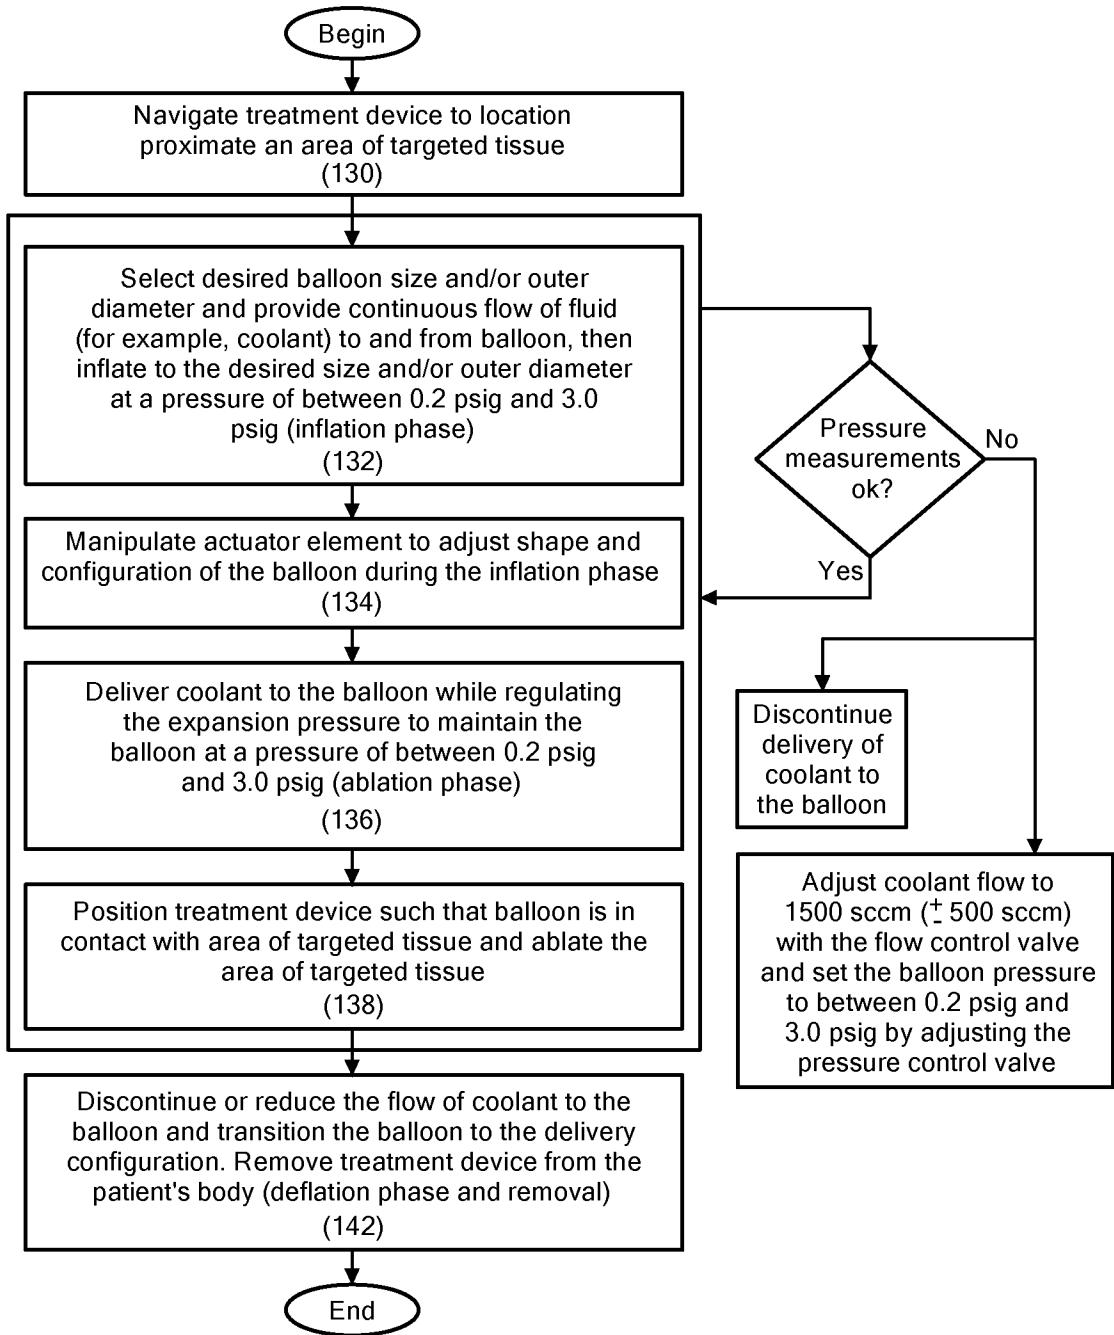 Begin
Navigate treatment device to location
proximate an area of targeted tissue
(130)
Select desired balloon size and/or outer
diameter and provide continuous flow of fluid
(for example, coolant) to and from balloon, then
inflate to the desired size and/or outer diameter
at a pressure of between 0.2 psig and 3.0
psig (inflation phase)
(132)
Manipulate actuator element to adjust shape and
configuration of the balloon during the inflation phase
(134)
Deliver coolant to the balloon while regulating
the expansion pressure to maintain the
balloon at a pressure of between 0.2 psig
and 3.0 psig (ablation phase)
(136)
Position treatment device such that balloon is in
contact with area of targeted tissue and ablate the
area of targeted tissue
(138)
Discontinue or reduce the flow of coolant to the
balloon and transition the balloon to the delivery
configuration. Remove treatment device from the
patient's body (deflation phase and removal)
(142)
End
Pressure
measurements
ok?
No
Yes
Discontinue
delivery of
coolant to
the balloon
Adjust coolant flow to
1500 sccm (± 500 sccm)
with the flow control valve
and set the balloon pressure
to between 0.2 psig and
3.0 psig by adjusting the
pressure control valve